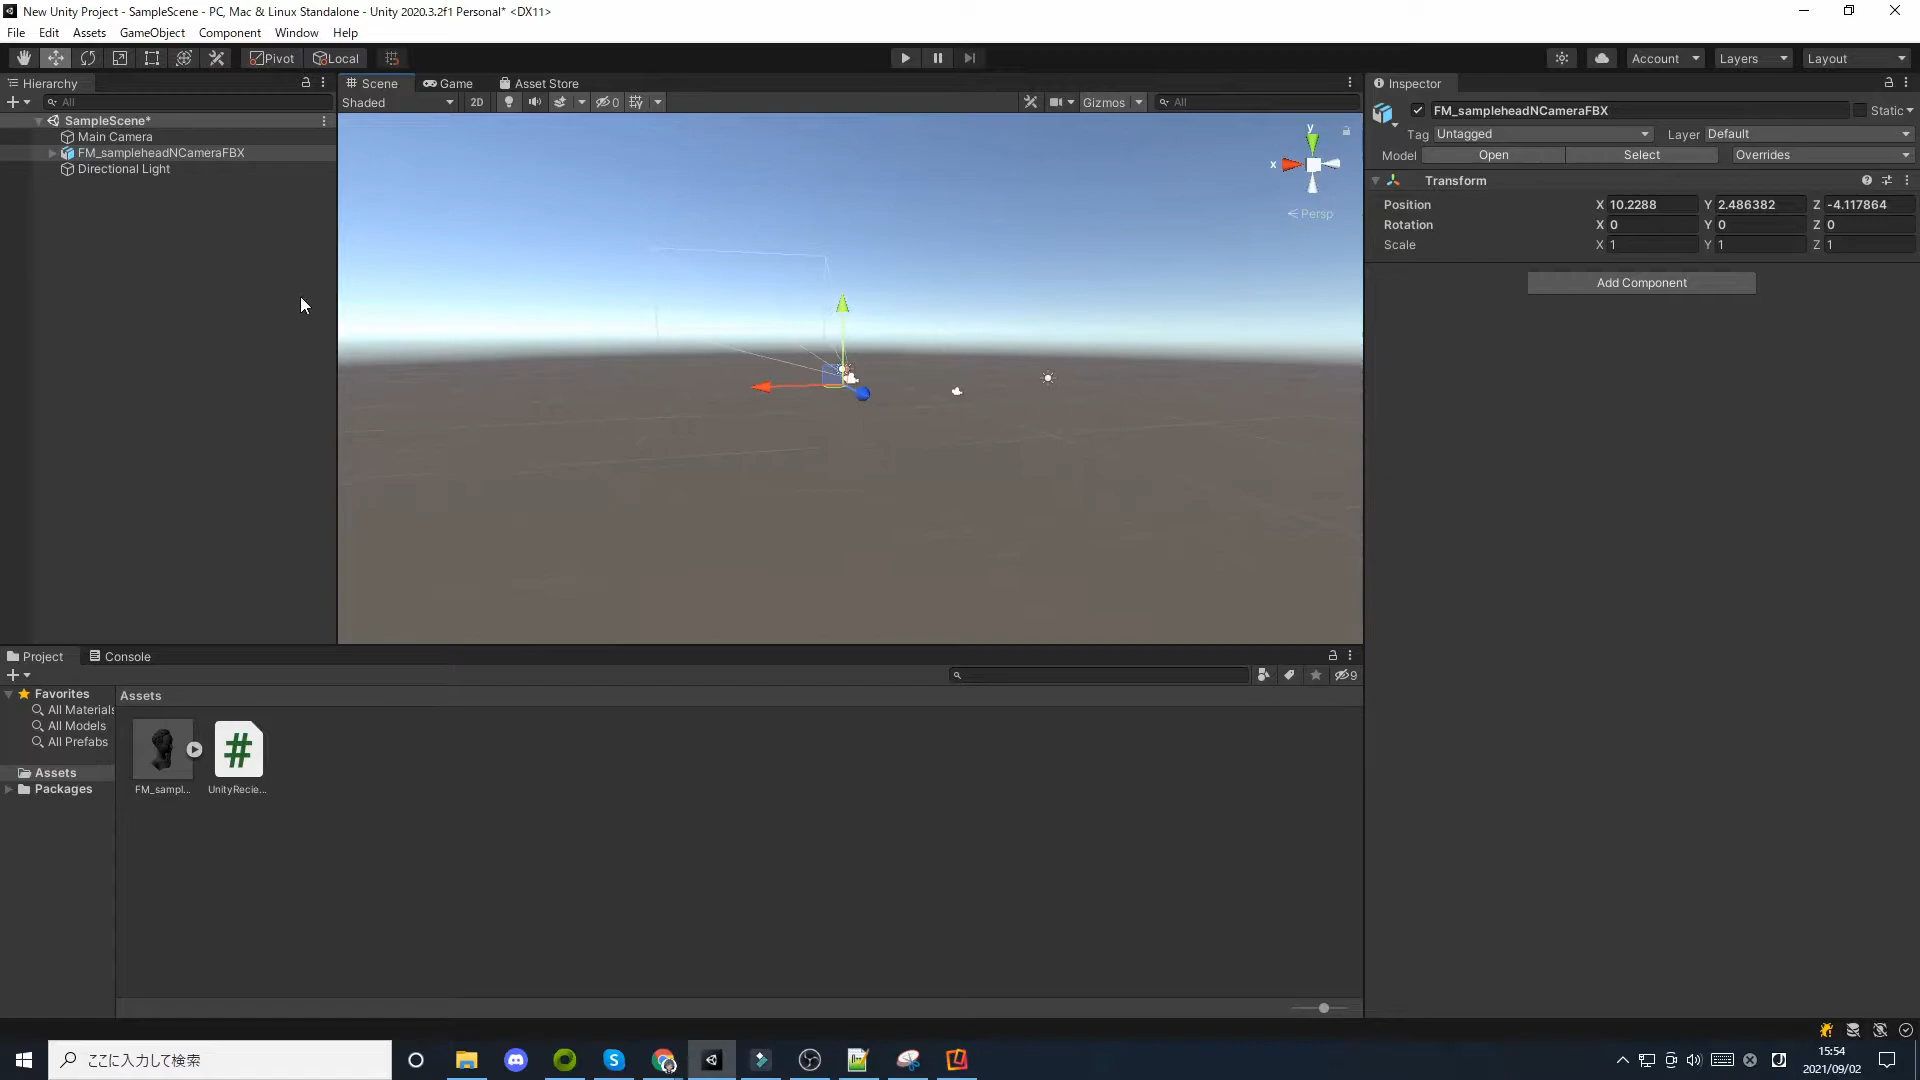 New Unity Project - SampleScene - PC, Mac & Linux Standalone - Unity 2020.3.2f1 Personal* <DX11>
File Edit Assets GameObject Component Window Help
Pivot Local
Account Layers Layout
Hierarchy
All
SampleScene*
Main Camera
FM_sampleheadNCameraFBX
Directional Light
Scene Game Asset Store
Shaded 2D 0 Gizmos All
y
x
Persp
Inspector
FM_sampleheadNCameraFBX Static
Tag Untagged Layer Default
Model Open Select Overrides
Transform
Position X 10.2288 Y 2.486382 Z -4.117864
Rotation X 0 Y 0 Z 0
Scale X 1 Y 1 Z 1
Add Component
Project Console
9
Favorites
All Materials
All Models
All Prefabs
Assets
Packages
Assets
FM_sampl... UnityRecie...
ここに入力して検索
15:54
2021/09/02